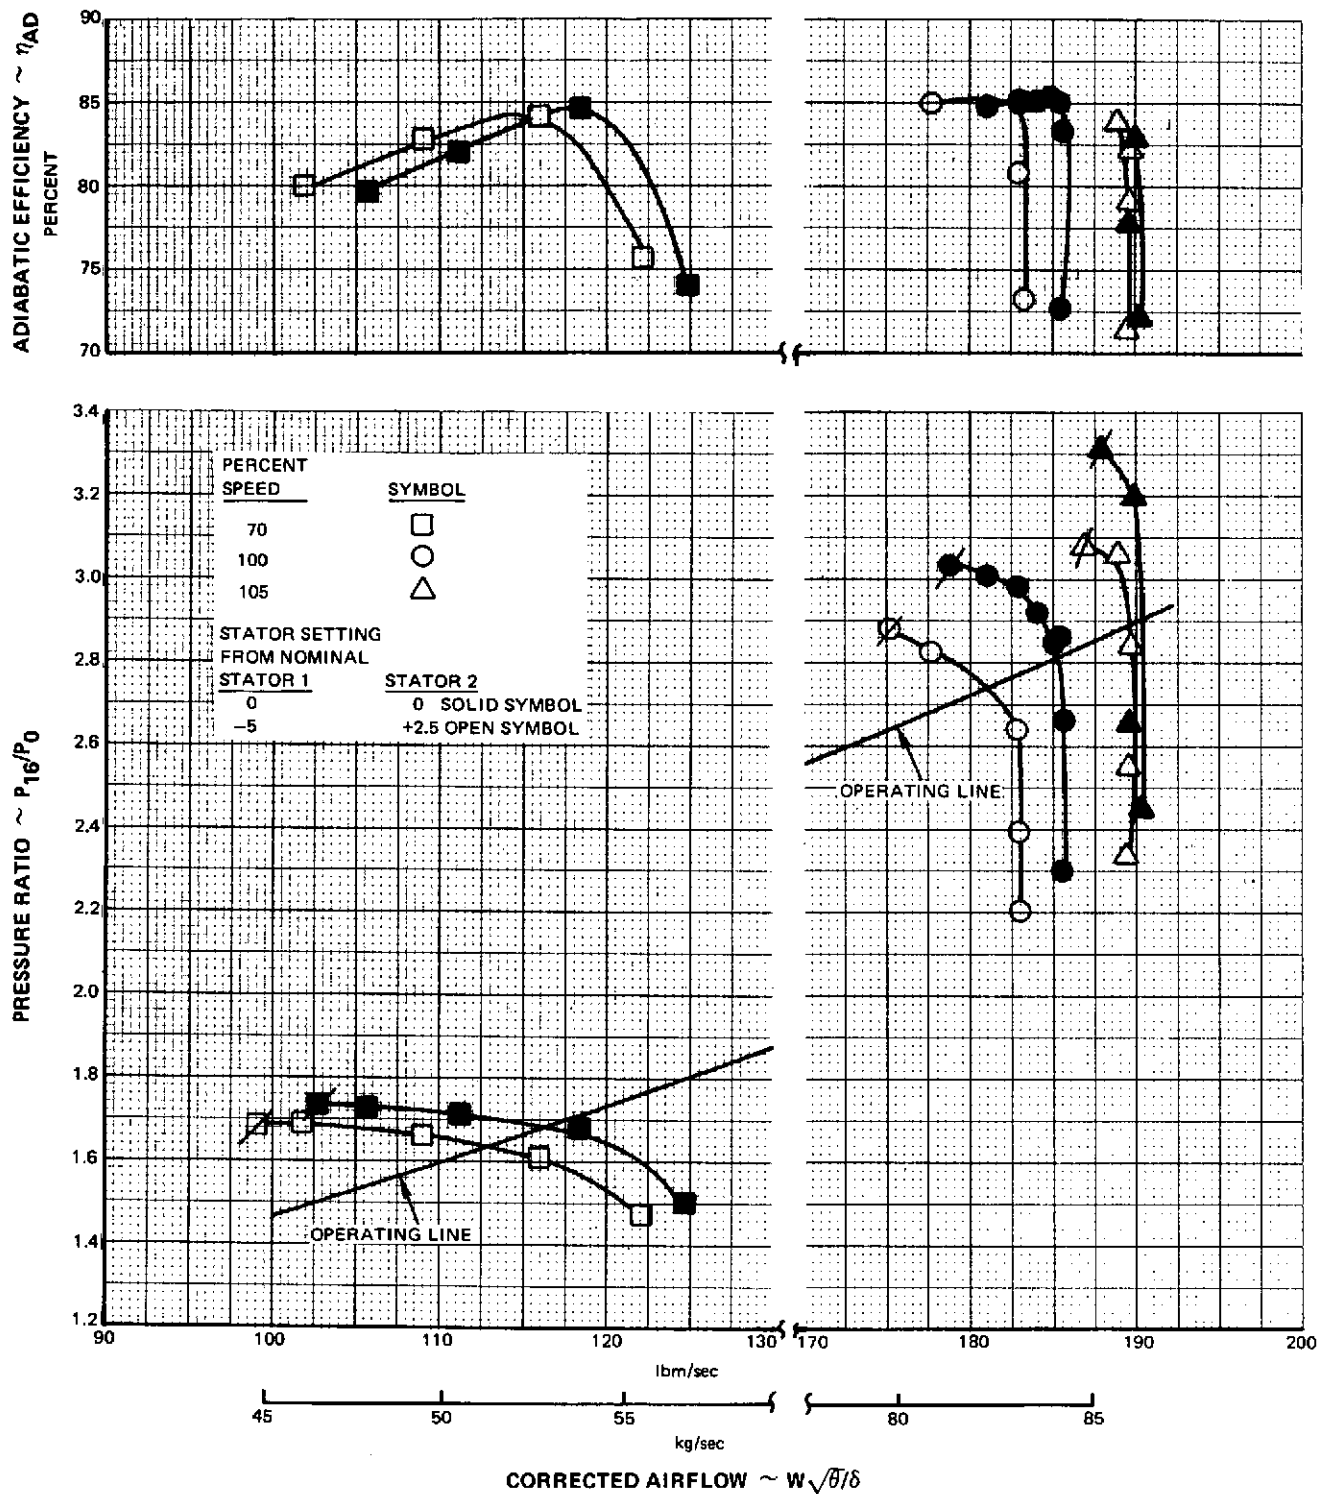 ADIABATIC EFFICIENCY ~ ηAD
PERCENT
90
85
80
75
70
PRESSURE RATIO ~ P16/P0
3.4
3.2
3.0
2.8
2.6
2.4
2.2
2.0
1.8
1.6
1.4
1.2
PERCENT
SPEED SYMBOL
70
100
105
STATOR SETTING
FROM NOMINAL
STATOR 1 STATOR 2
0 0 SOLID SYMBOL
−5 +2.5 OPEN SYMBOL
OPERATING LINE
OPERATING LINE
90 100 110 120 130 170 180 190 200
lbm/sec
45 50 55 80 85
kg/sec
CORRECTED AIRFLOW ~ W√θ/δ